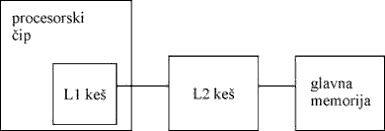 procesorski
čip
L1 keš
L2 keš
glavna
memorija